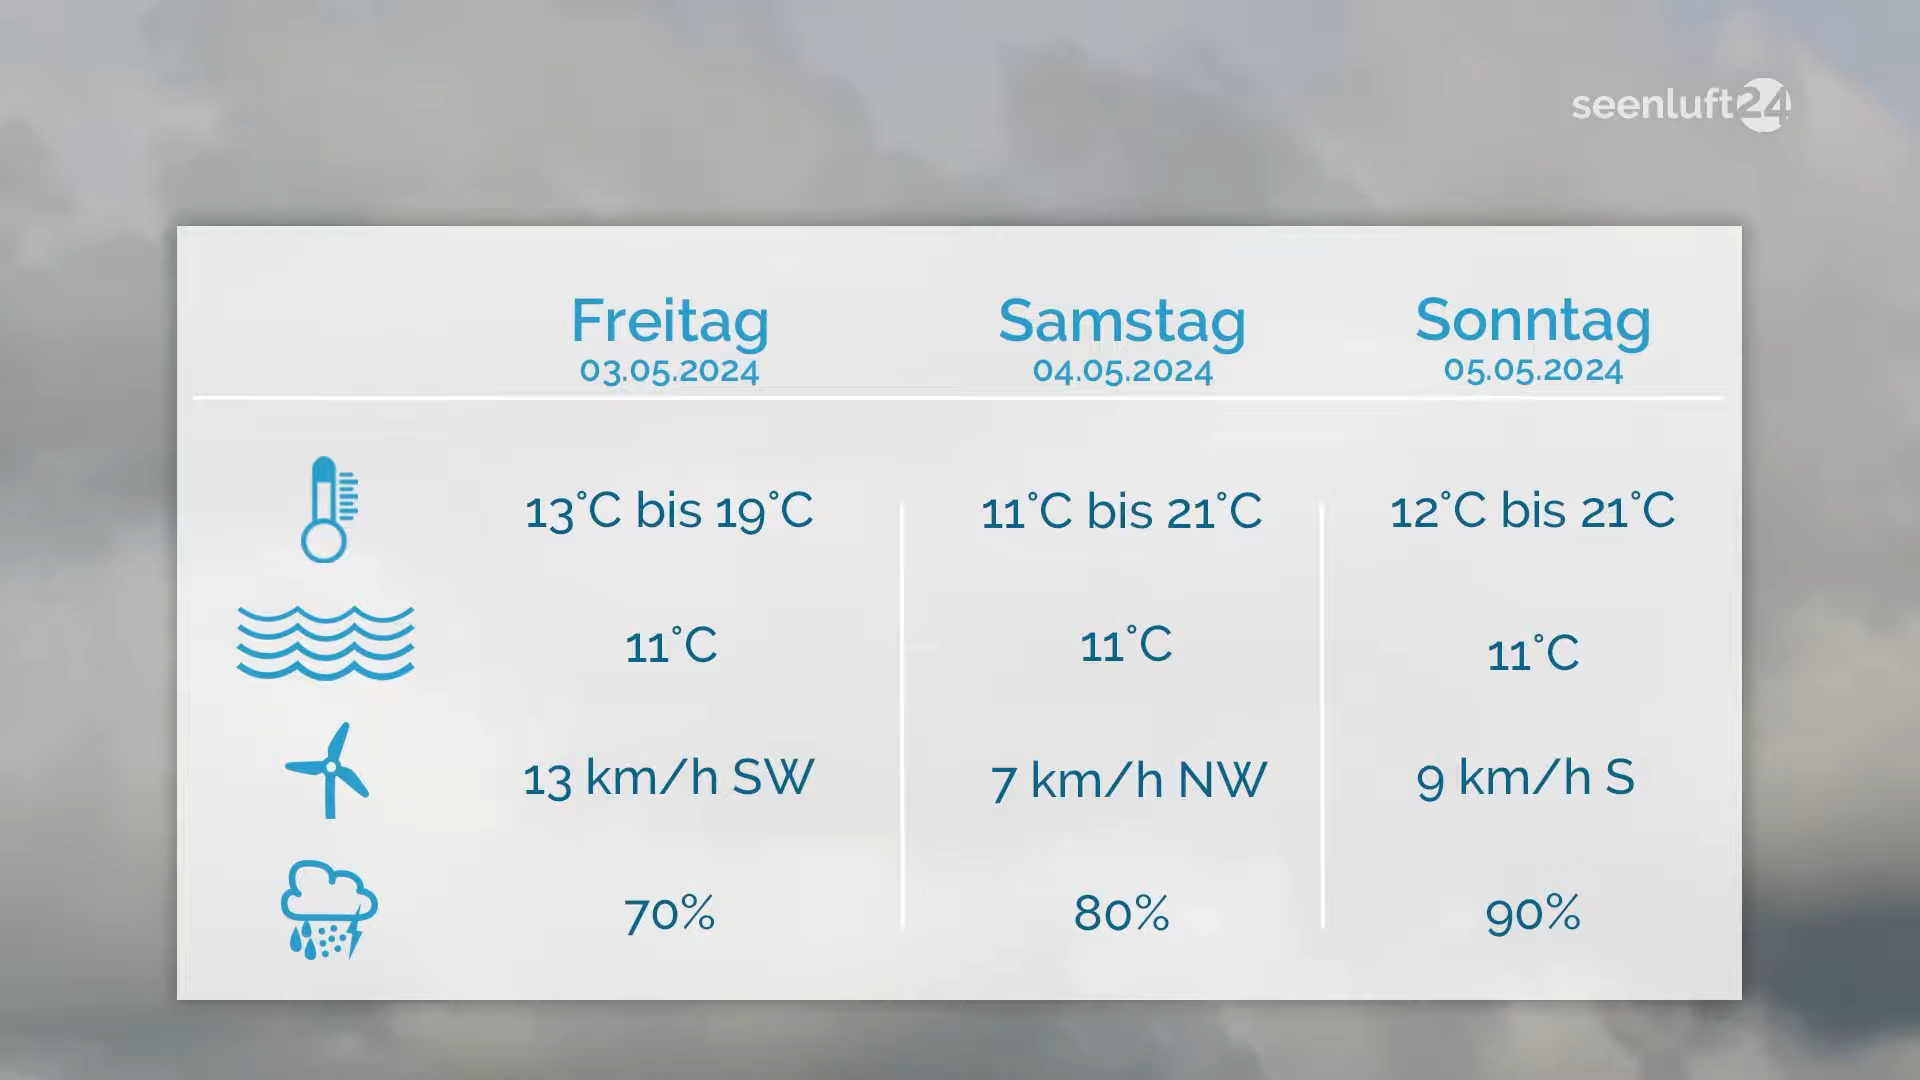 seenluft24
Freitag Samstag Sonntag
03.05.2024 04.05.2024 05.05.2024
13°C bis 19°C 11°C bis 21°C 12°C bis 21°C
11°C 11°C 11°C
13 km/h SW 7 km/h NW 9 km/h S
70% 80% 90%